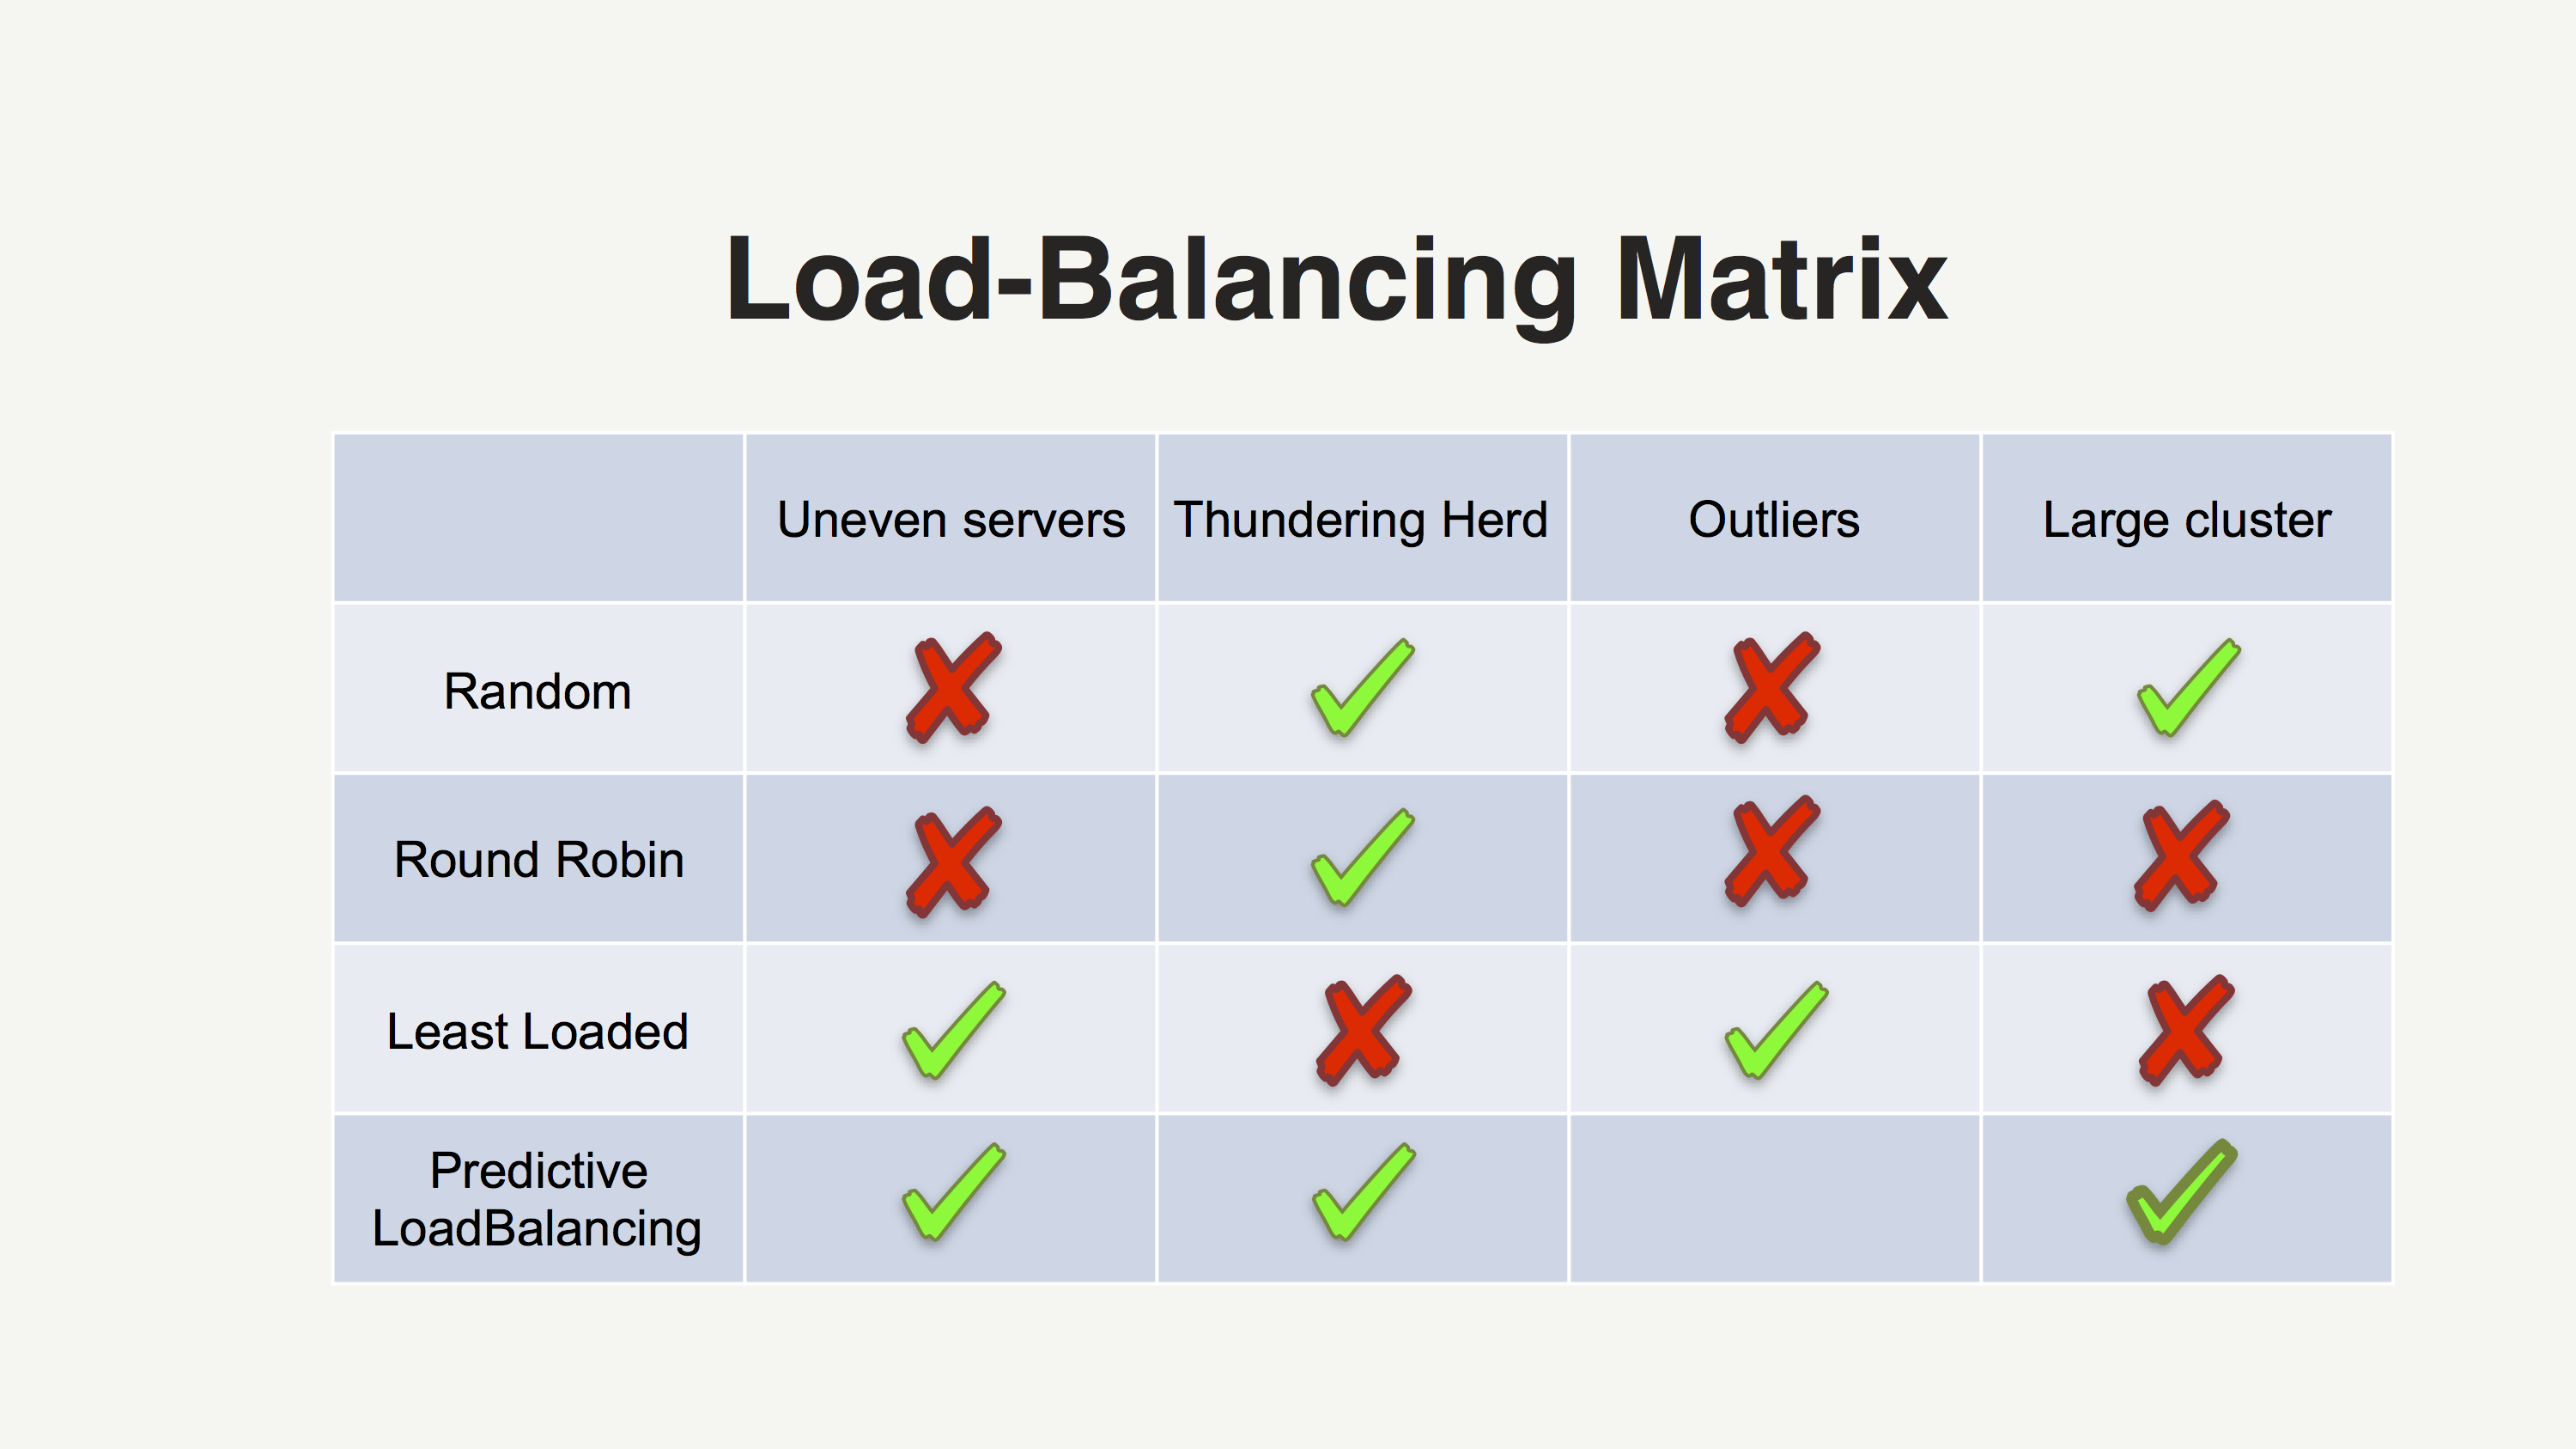 Load-Balancing Matrix
Uneven servers
Thundering Herd
Outliers
Large cluster
Random
Round Robin
Least Loaded
Predictive
LoadBalancing